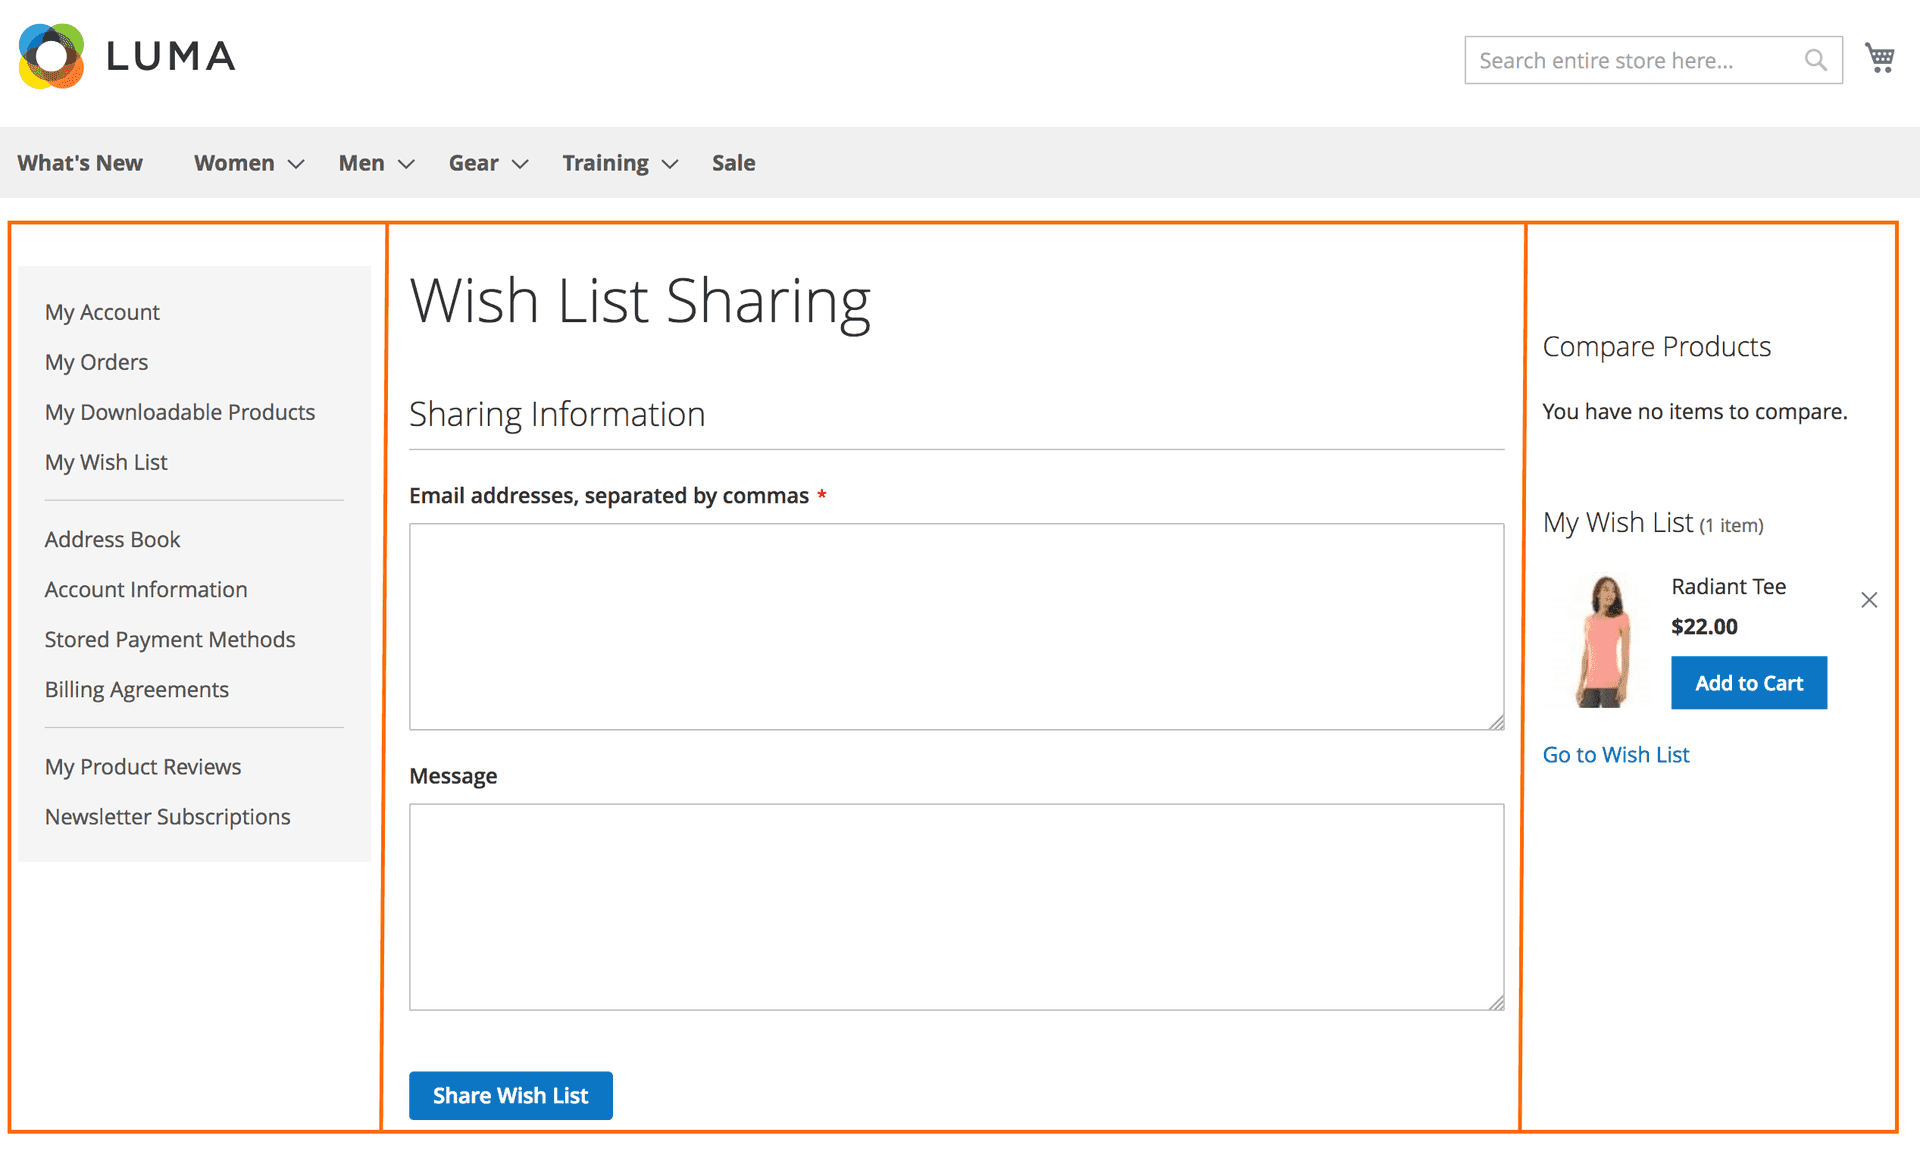 LUMA
Search entire store here...
What's New Women Men Gear Training Sale
My Account
My Orders
My Downloadable Products
My Wish List
Address Book
Account Information
Stored Payment Methods
Billing Agreements
My Product Reviews
Newsletter Subscriptions
Wish List Sharing
Sharing Information
Email addresses, separated by commas *
Message
Share Wish List
Compare Products
You have no items to compare.
My Wish List (1 item)
Radiant Tee
$22.00
Add to Cart
Go to Wish List